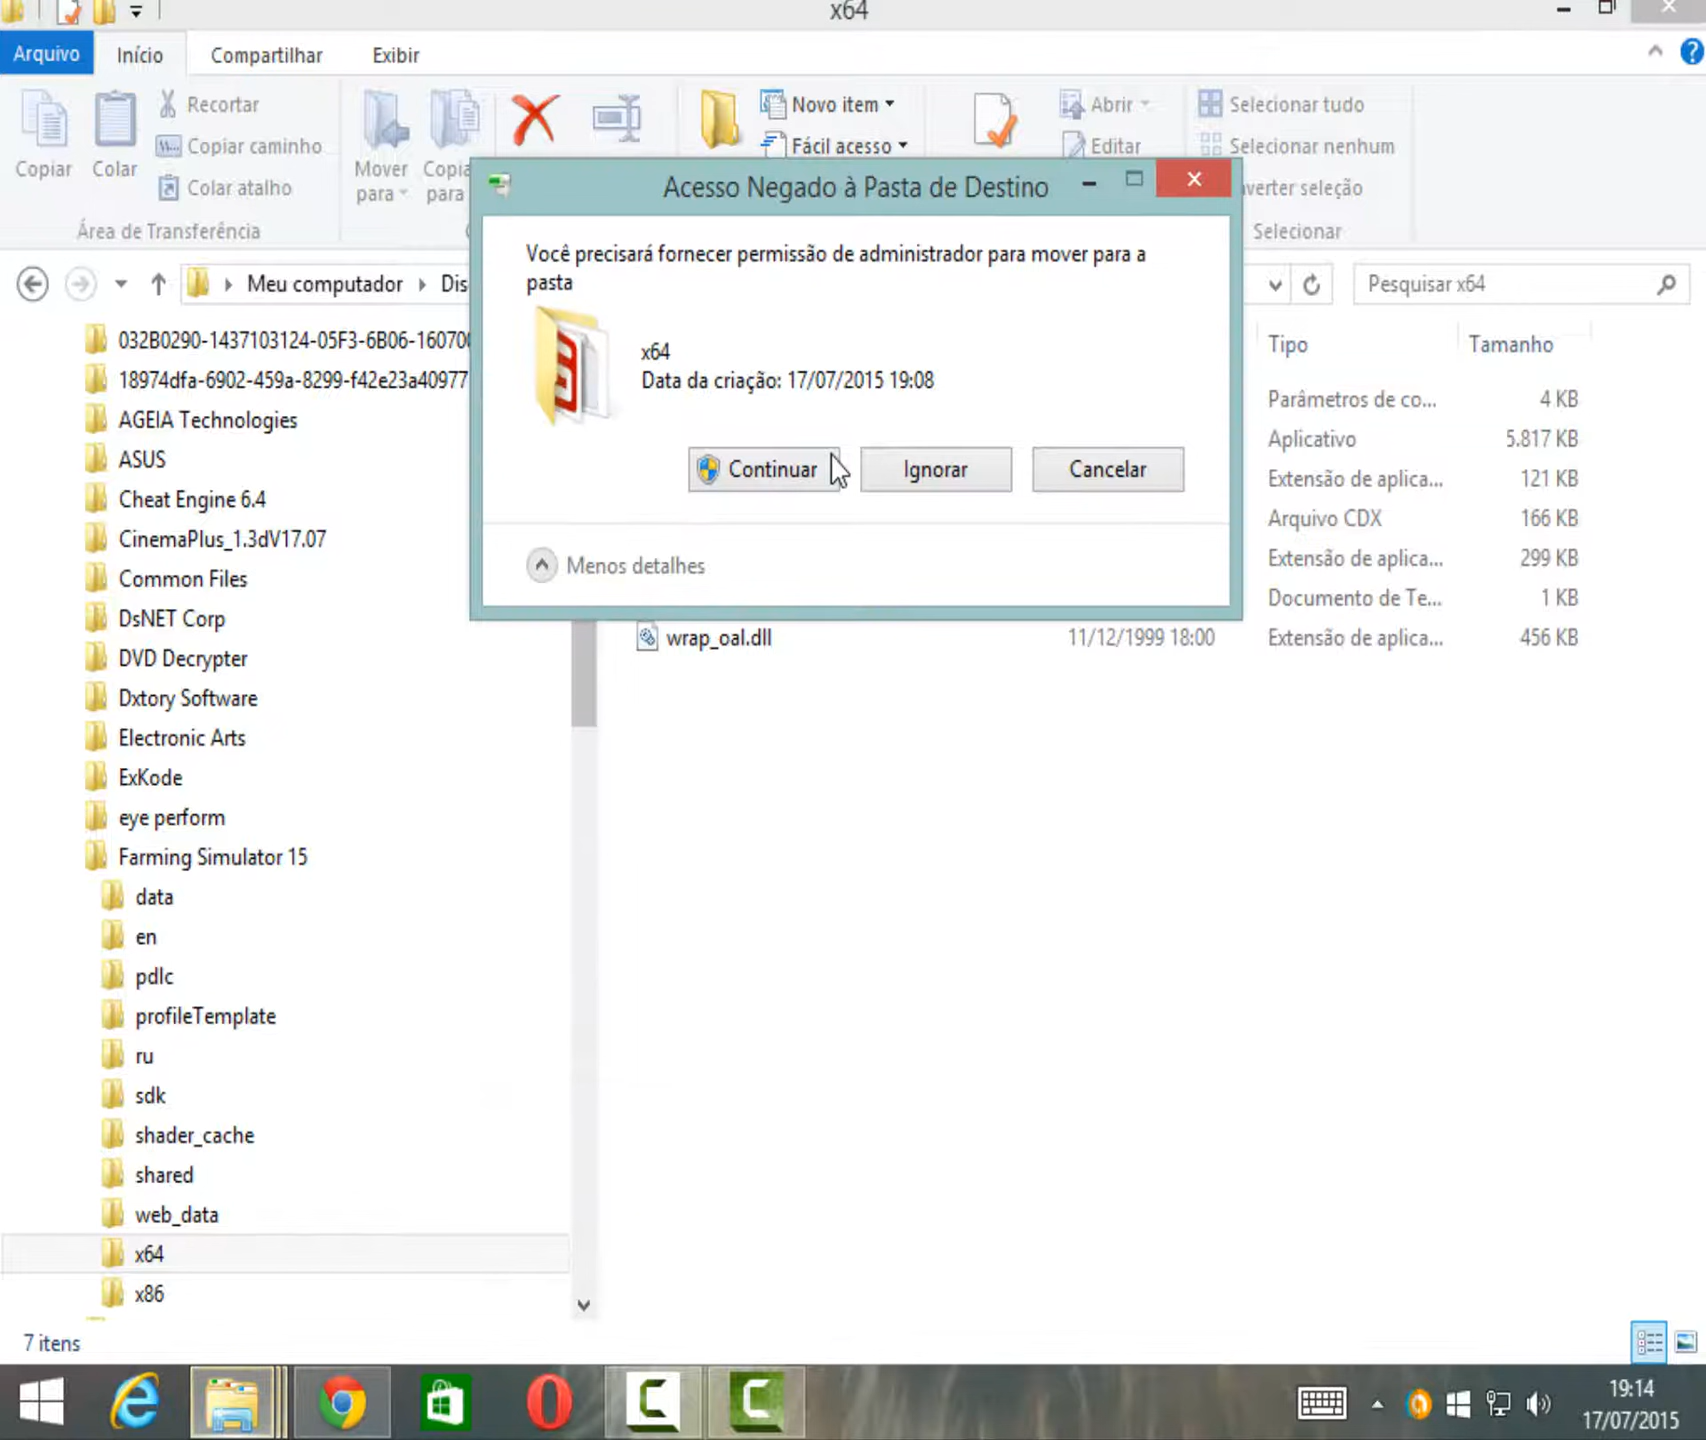 x64
Arquivo Início Compartilhar Exibir
Copiar
Colar
Recortar
Copiar caminho
Colar atalho
Área de Transferência
Mover para
Copia para
Novo item
Fácil acesso
Abrir
Editar
Selecionar tudo
Selecionar nenhum
verter seleção
Selecionar
Meu computador Dis
Pesquisar x64
Acesso Negado à Pasta de Destino
Você precisará fornecer permissão de administrador para mover para a
pasta
x64
Data da criação: 17/07/2015 19:08
Continuar Ignorar Cancelar
Menos detalhes
032B0290-1437103124-05F3-6B06-16070
18974dfa-6902-459a-8299-f42e23a40977
AGEIA Technologies
ASUS
Cheat Engine 6.4
CinemaPlus_1.3dV17.07
Common Files
DsNET Corp
DVD Decrypter
Dxtory Software
Electronic Arts
ExKode
eye perform
Farming Simulator 15
data
en
pdlc
profileTemplate
ru
sdk
shader_cache
shared
web_data
x64
x86
Tipo Tamanho
Parâmetros de co... 4 KB
Aplicativo 5.817 KB
Extensão de aplica... 121 KB
Arquivo CDX 166 KB
Extensão de aplica... 299 KB
Documento de Te... 1 KB
wrap_oal.dll 11/12/1999 18:00 Extensão de aplica... 456 KB
7 itens
19:14
17/07/2015